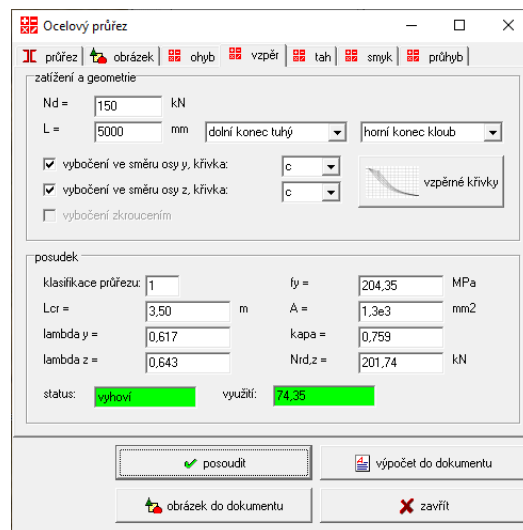 Ocelový průřez
průřez obrázek ohyb vzpěr tah smyk průhyb
zatížení a geometrie
Nd = 150 kN
L = 5000 mm dolní konec tuhý horní konec kloub
vybočení ve směru osy y, křivka: c
vybočení ve směru osy z, křivka: c
vzpěrné křivky
vybočení zkroucením
posudek
klasifikace průřezu: 1 fy = 204,35 MPa
Lcr = 3,50 m A = 1,3e3 mm2
lambda y = 0,617 kapa = 0,759
lambda z = 0,643 Nrd,z = 201,74 kN
status: vyhoví využití: 74,35
posoudit výpočet do dokumentu
obrázek do dokumentu zavřít